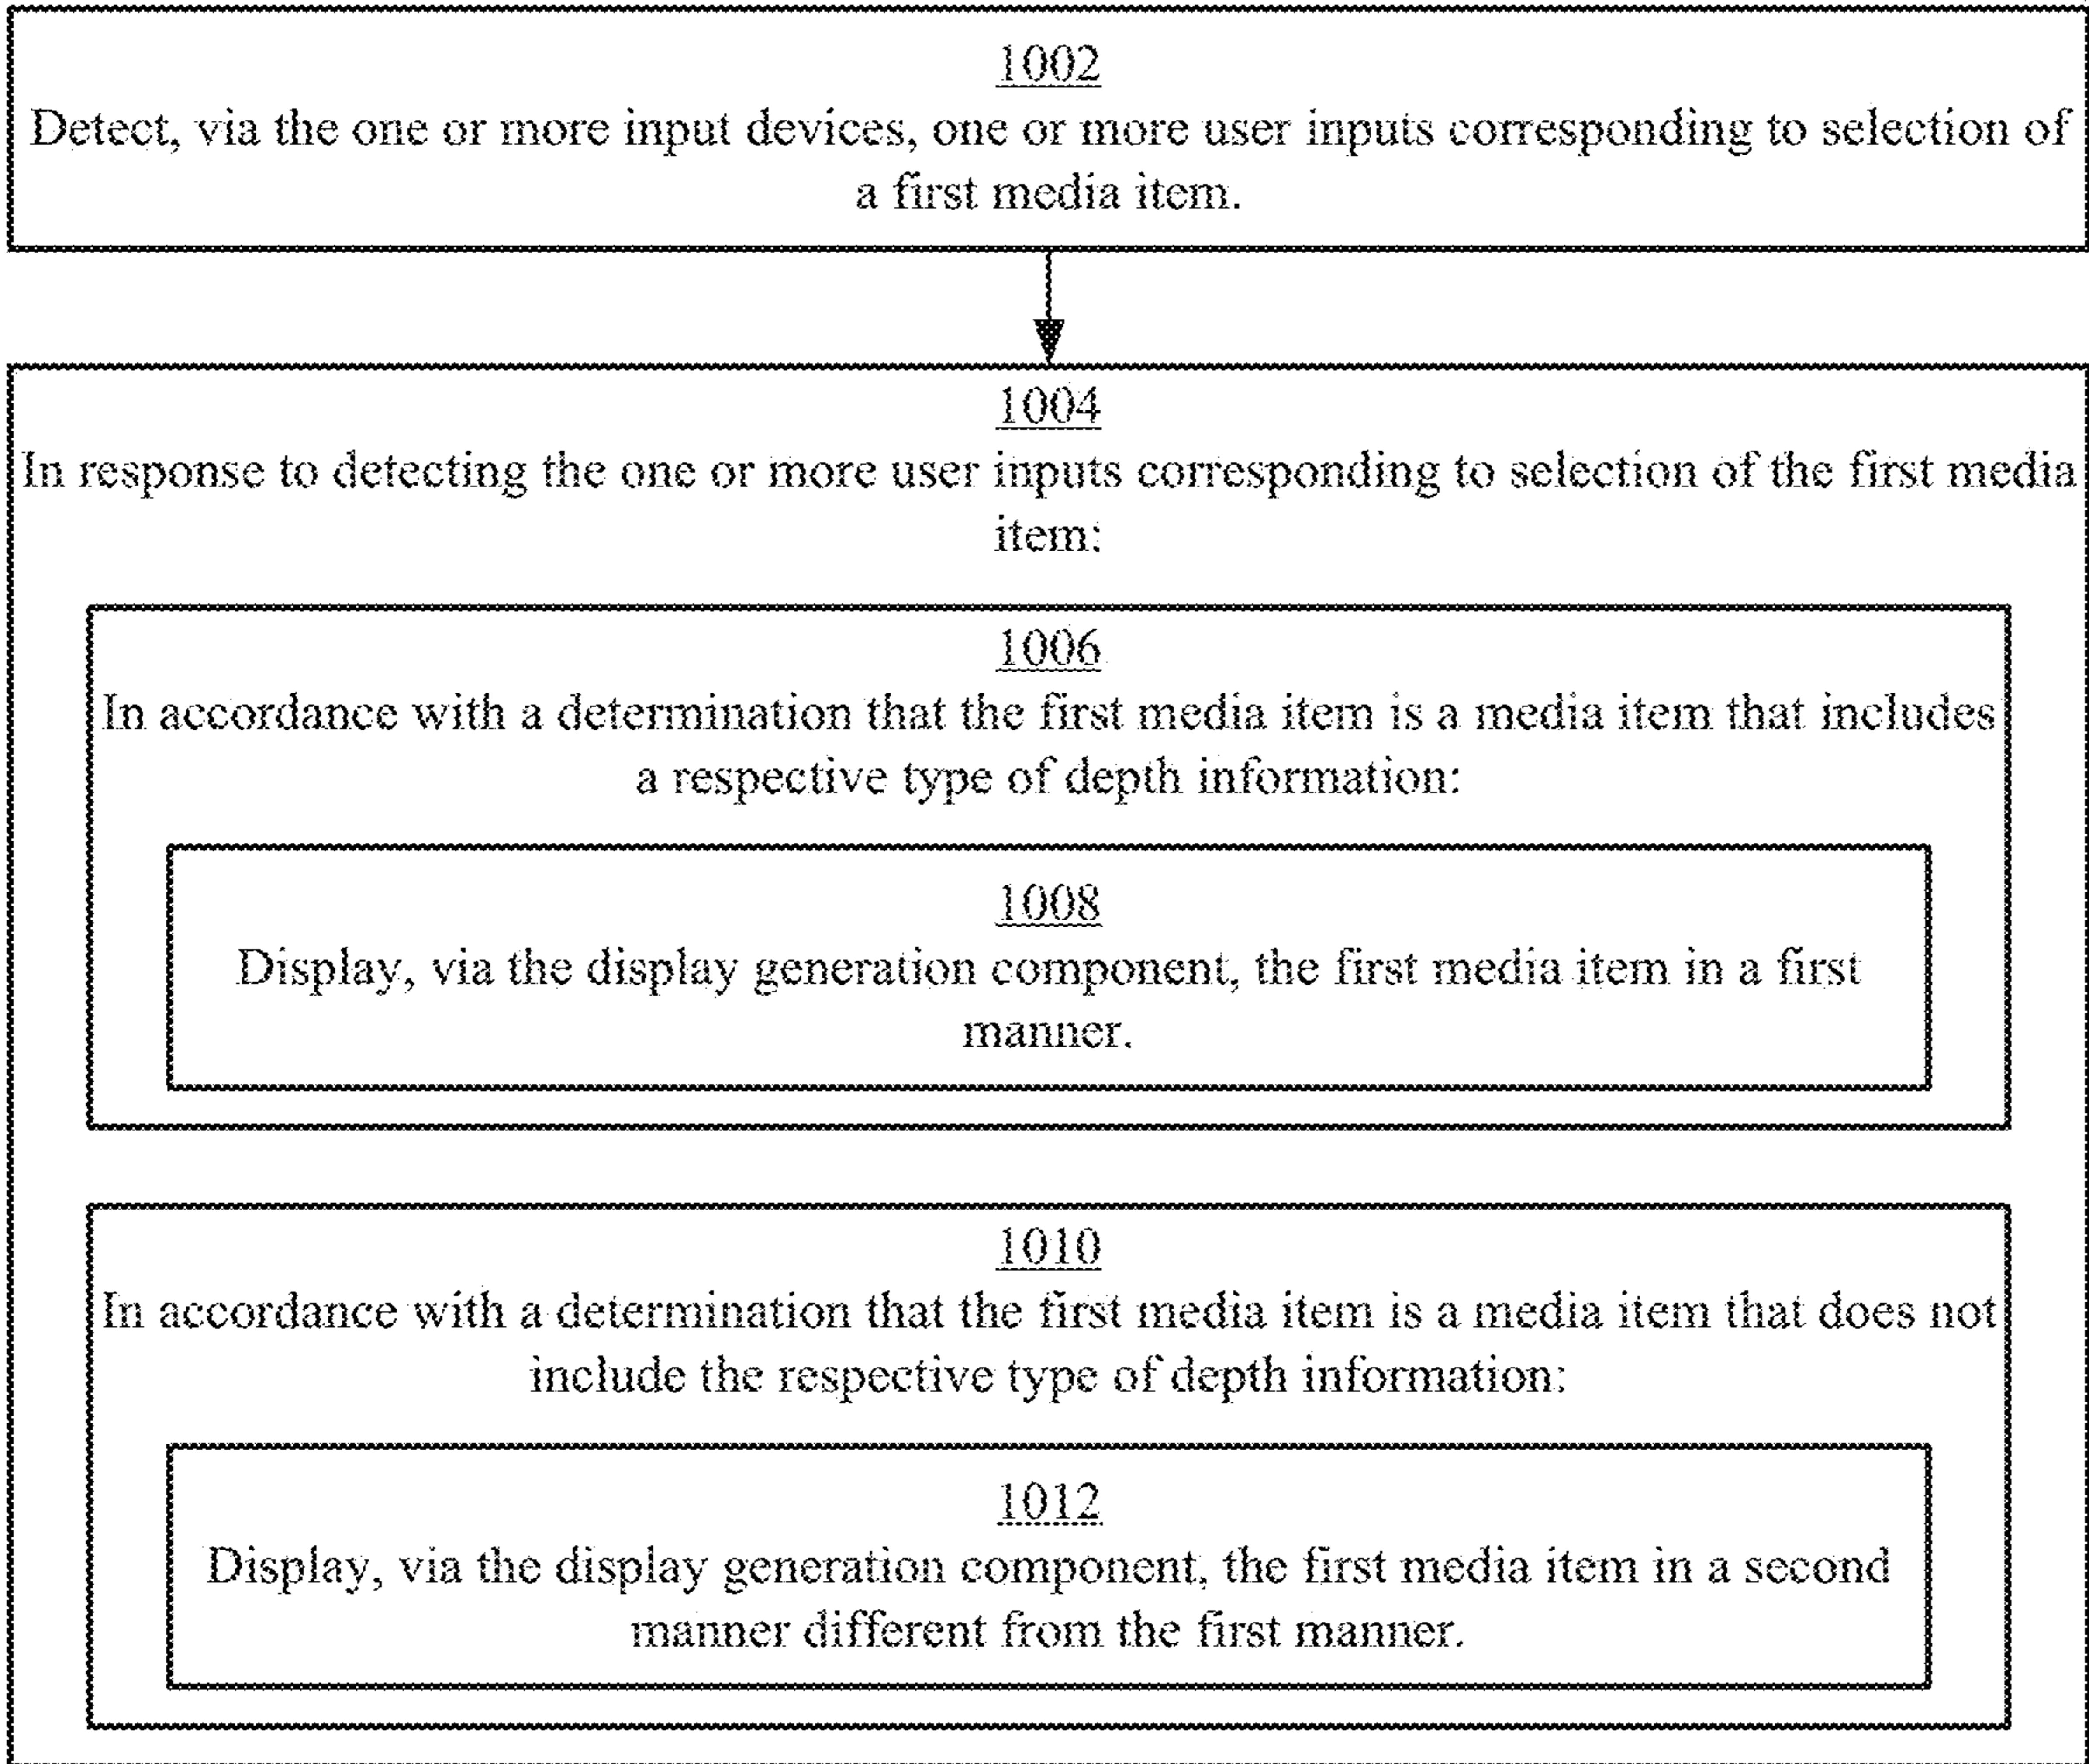 1002
Detect, via the one or more input devices, one or more user inputs corresponding to selection of
a first media item.
1004
In response to detecting the one or more user inputs corresponding to selection of the first media
item:
1006
In accordance with a determination that the first media item is a media item that includes
a respective type of depth information:
1008
Display, via the display generation component, the first media item in a first
manner.
1010
In accordance with a determination that the first media item is a media item that does not
include the respective type of depth information:
1012
Display, via the display generation component, the first media item in a second
manner different from the first manner.